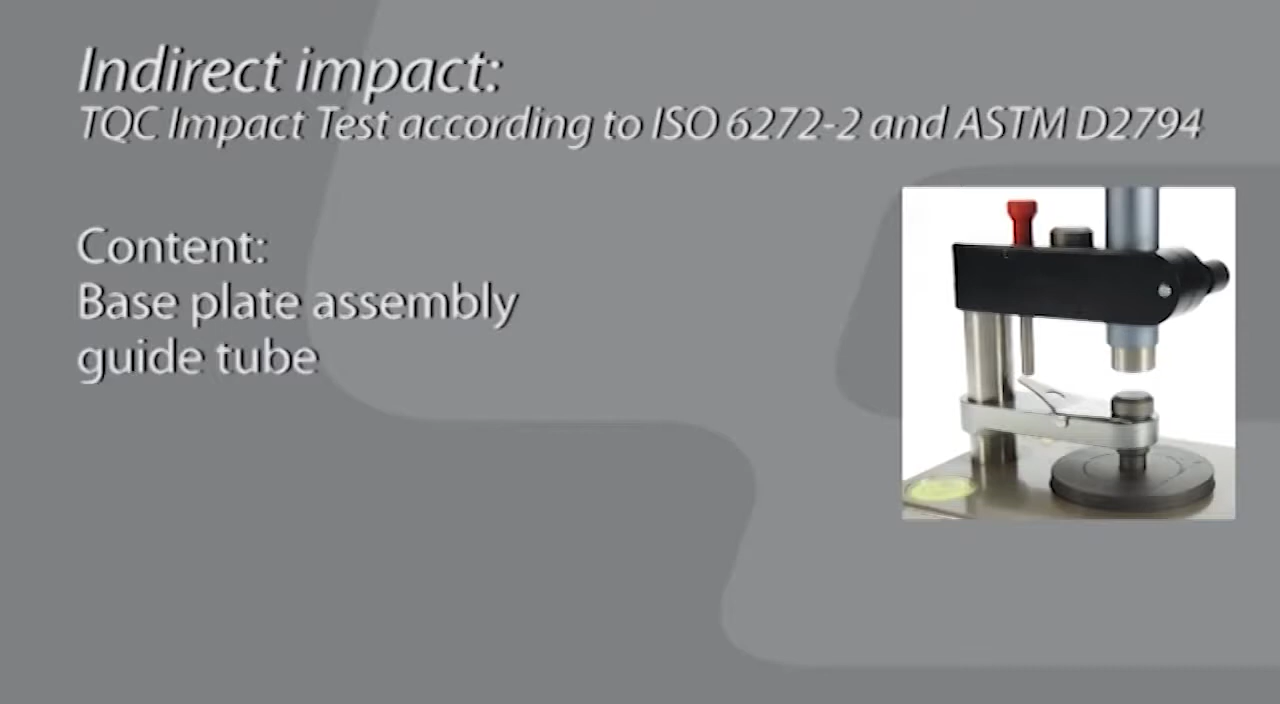 Indirect impact:
TQC Impact Test according to ISO 6272-2 and ASTM D2794
Content:
Base plate assembly
guide tube